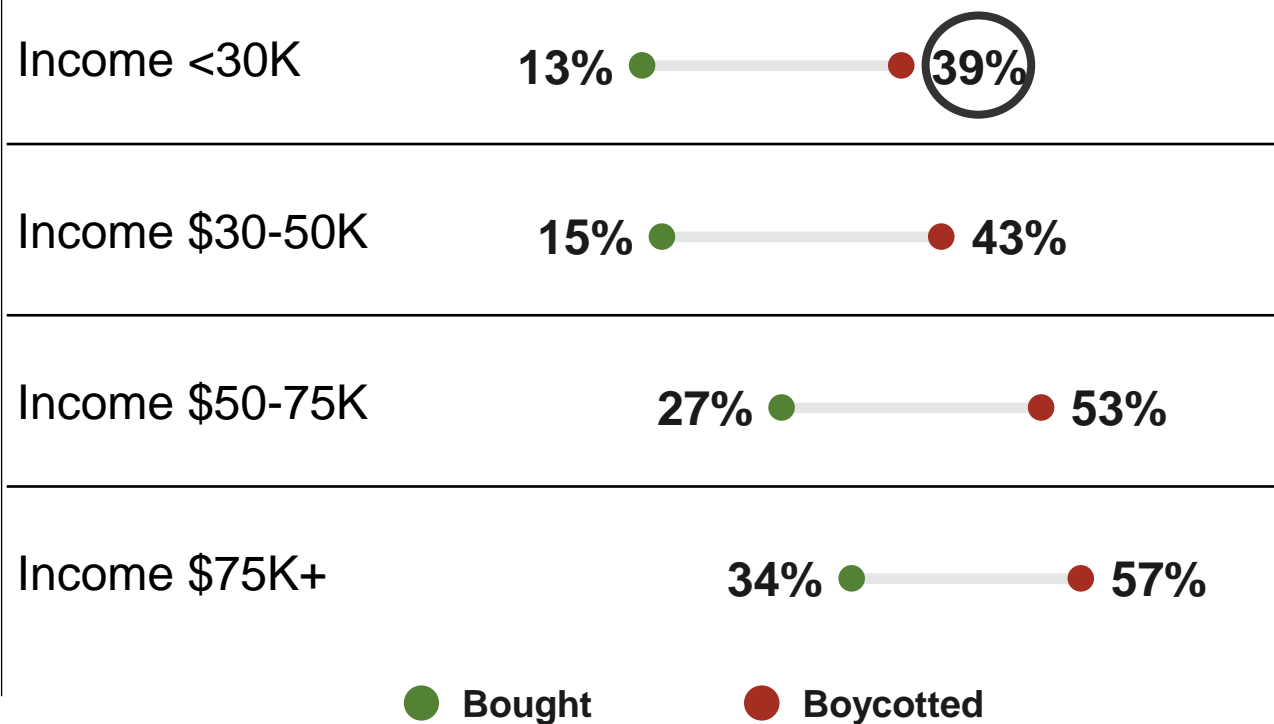 Income <30K 13% 39%
Income $30-50K 15% 43%
Income $50-75K 27% 53%
Income $75K+ 34% 57%
Bought Boycotted